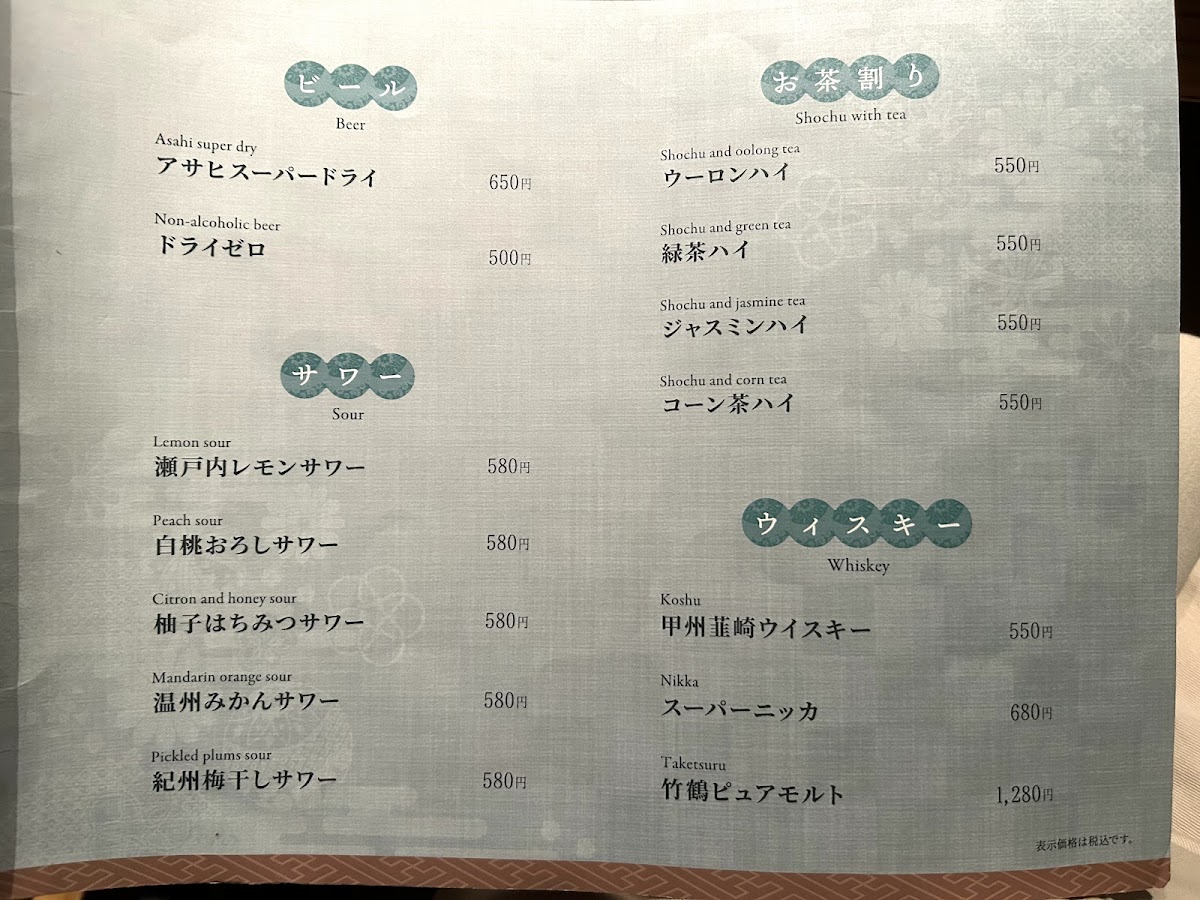 ビール
Beer
Asahi super dry
アサヒスーパードライ 650円
Non-alcoholic beer
ドライゼロ 500円
サワー
Sour
Lemon sour
瀬戸内レモンサワー 580円
Peach sour
白桃おろしサワー 580円
Citron and honey sour
柚子はちみつサワー 580円
Mandarin orange sour
温州みかんサワー 580円
Pickled plums sour
紀州梅干しサワー 580円
お茶割り
Shochu with tea
Shochu and oolong tea
ウーロンハイ 550円
Shochu and green tea
緑茶ハイ 550円
Shochu and jasmine tea
ジャスミンハイ 550円
Shochu and corn tea
コーン茶ハイ 550円
ウィスキー
Whiskey
Koshu
甲州韮崎ウイスキー 550円
Nikka
スーパーニッカ 680円
Taketsuru
竹鶴ピュアモルト 1,280円
表示価格は税込です。